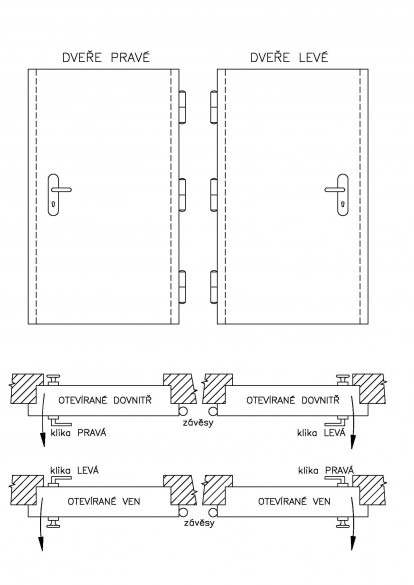 DVEŘE PRAVÉ
DVEŘE LEVÉ
OTEVÍRANÉ DOVNITŘ
OTEVÍRANÉ DOVNITŘ
klika PRAVÁ
závěsy
klika LEVÁ
klika LEVÁ
klika PRAVÁ
OTEVÍRANÉ VEN
OTEVÍRANÉ VEN
závěsy